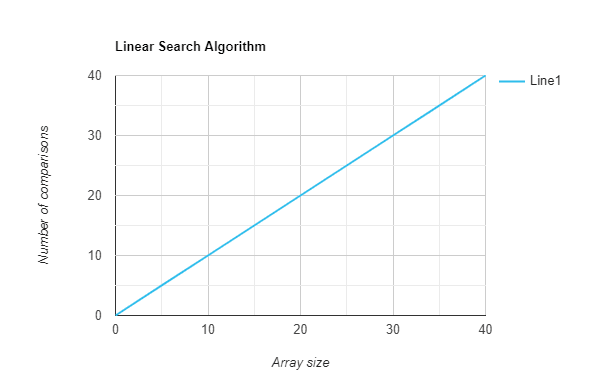 Linear Search Algorithm
Line1
Number of comparisons
40
30
20
10
0
0 10 20 30 40
Array size